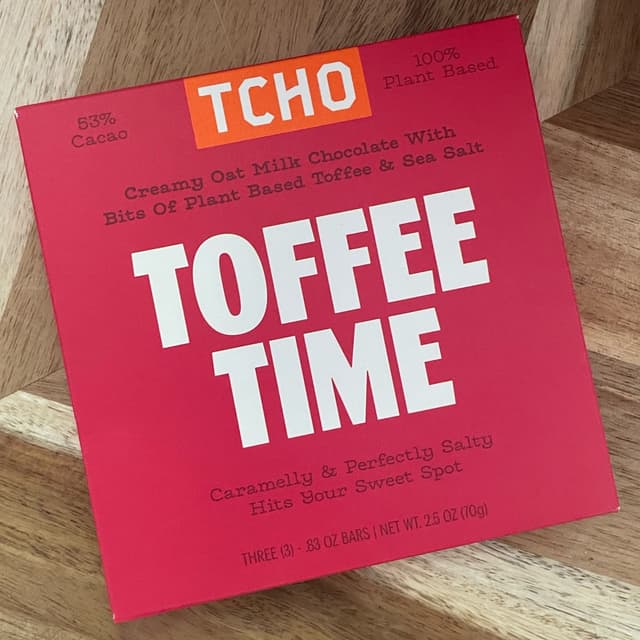 53%
Cacao
TCHO
100%
Plant Based
Creamy Oat Milk Chocolate With
Bits Of Plant Based Toffee & Sea Salt
TOFFEE
TIME
Caramelly & Perfectly Salty
Hits Your Sweet Spot
THREE (3) - .83 OZ BARS | NET WT. 2.5 OZ (70g)